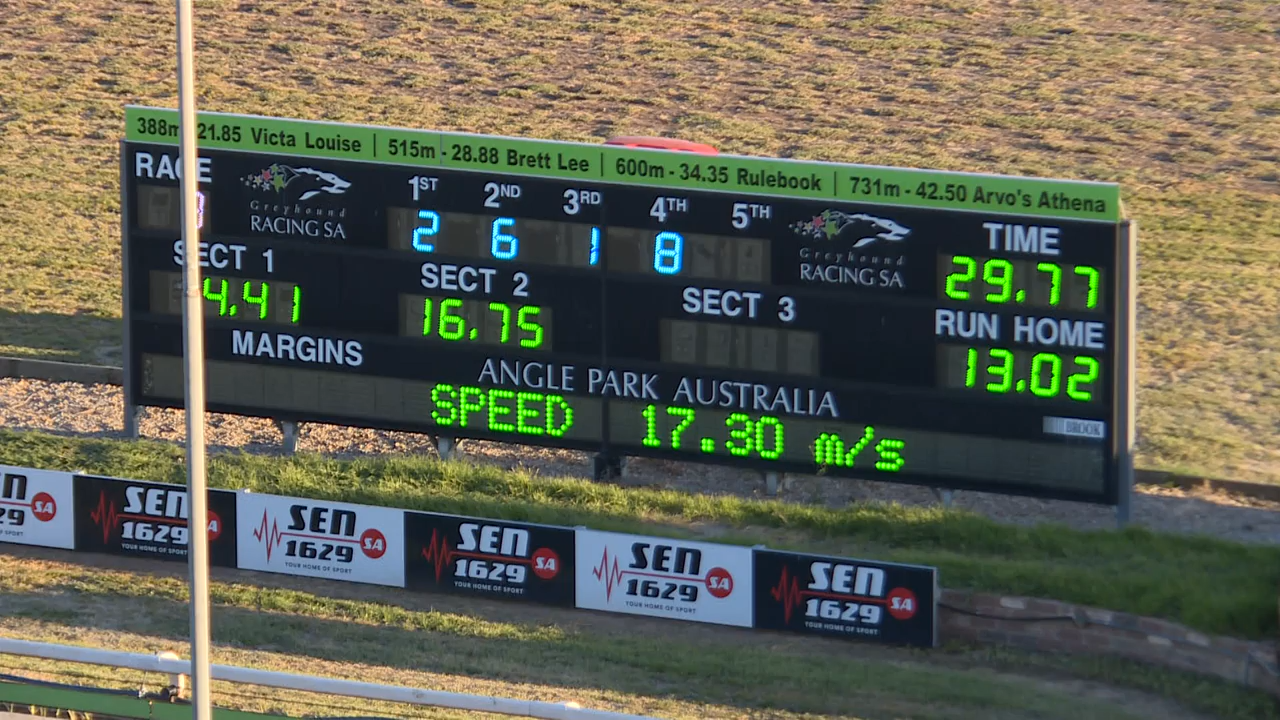 388m 21.85 Victa Louise | 515m - 28.88 Brett Lee | 600m - 34.35 Rulebook | 731m - 42.50 Arvo's Athena
RACE
Greyhound
RACING SA
1ST 2ND 3RD 4TH 5TH
2 6 1 8
Greyhound
RACING SA
TIME
29.77
SECT 1
4.41
SECT 2
16.75
SECT 3
RUN HOME
13.02
MARGINS
ANGLE PARK AUSTRALIA
SPEED 17.30 m/s
BROOK
SEN
1629
SA
YOUR HOME OF SPORT
SEN
1629
SA
YOUR HOME OF SPORT
SEN
1629
SA
YOUR HOME OF SPORT
SEN
1629
SA
YOUR HOME OF SPORT
SEN
1629
SA
YOUR HOME OF SPORT